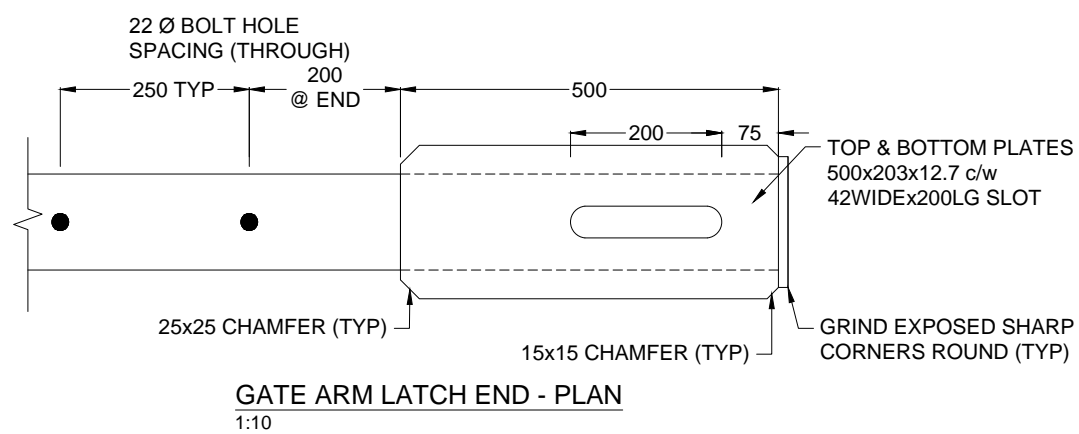 22 Ø BOLT HOLE
SPACING (THROUGH)
250 TYP
200
@ END
500
200
75
TOP & BOTTOM PLATES
500x203x12.7 c/w
42WIDEx200LG SLOT
25x25 CHAMFER (TYP)
15x15 CHAMFER (TYP)
GRIND EXPOSED SHARP
CORNERS ROUND (TYP)
GATE ARM LATCH END - PLAN
1:10